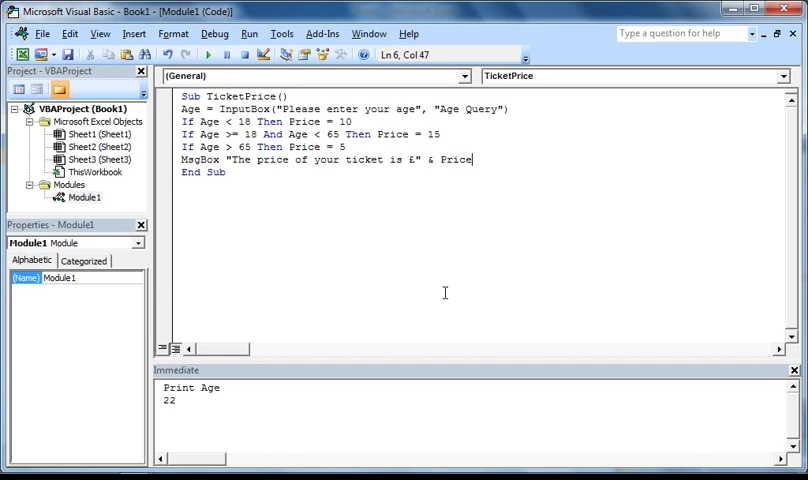 Microsoft Visual Basic - Book1 - [Module1 (Code)]
File Edit View Insert Format Debug Run Tools Add-Ins Window Help
Type a question for help
Ln 6, Col 47
Project - VBAProject
(General)
TicketPrice
VBAProject (Book1)
Microsoft Excel Objects
Sheet1 (Sheet1)
Sheet2 (Sheet2)
Sheet3 (Sheet3)
ThisWorkbook
Modules
Module1
Sub TicketPrice()
Age = InputBox("Please enter your age", "Age Query")
If Age < 18 Then Price = 10
If Age >= 18 And Age < 65 Then Price = 15
If Age > 65 Then Price = 5
MsgBox "The price of your ticket is £" & Price
End Sub
Properties - Module1
Module1 Module
Alphabetic Categorized
(Name) Module1
Immediate
Print Age
22